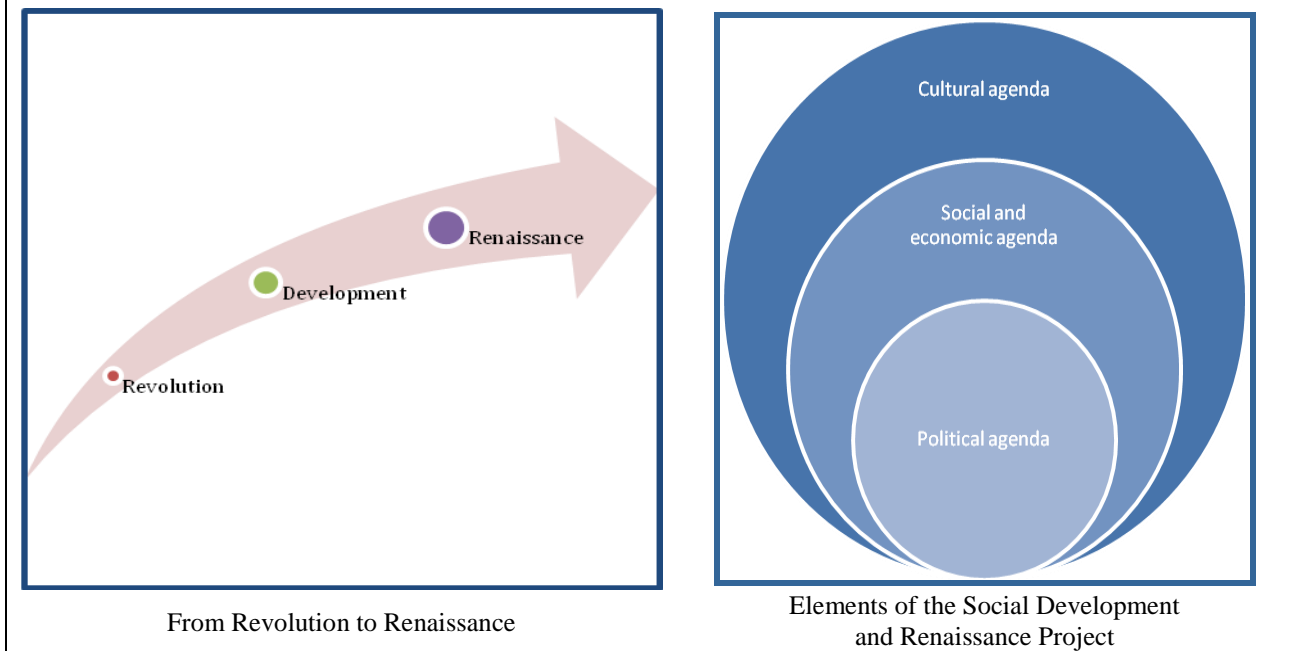 Revolution
Development
Renaissance
From Revolution to Renaissance
Cultural agenda
Social and
economic agenda
Political agenda
Elements of the Social Development
and Renaissance Project